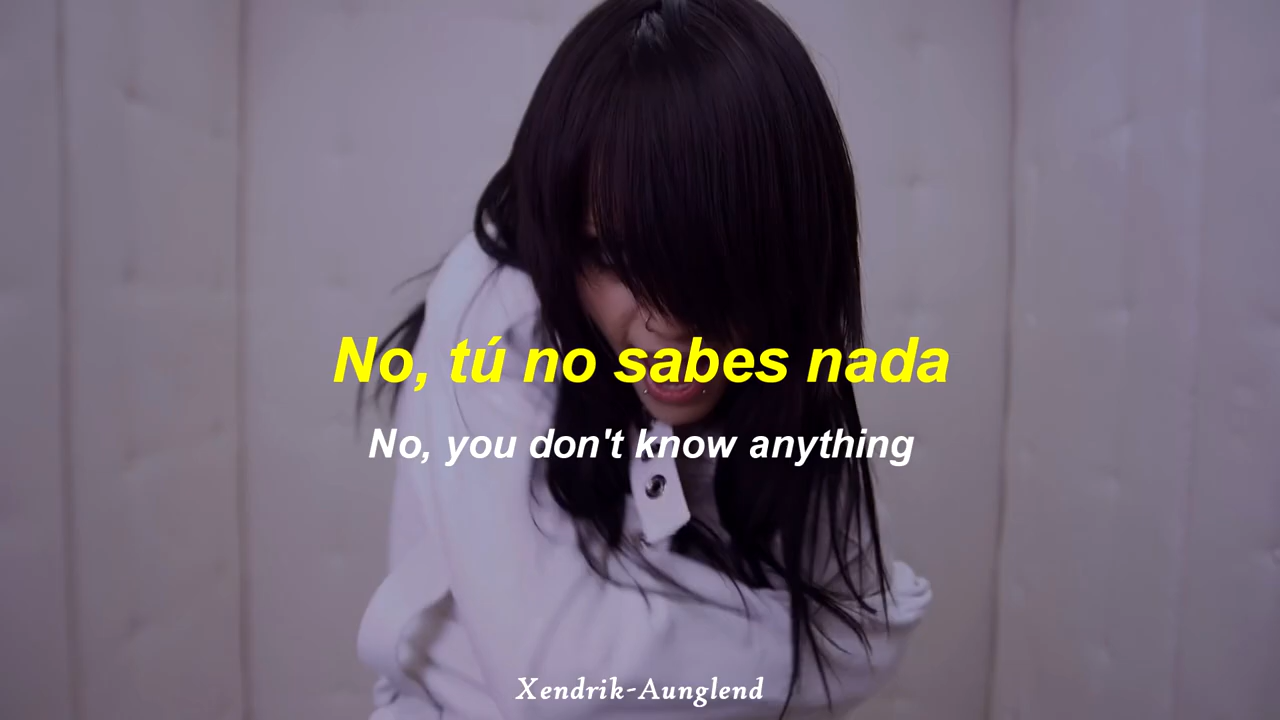 No, tú no sabes nada
No, you don't know anything
Xendrik-Aunglend